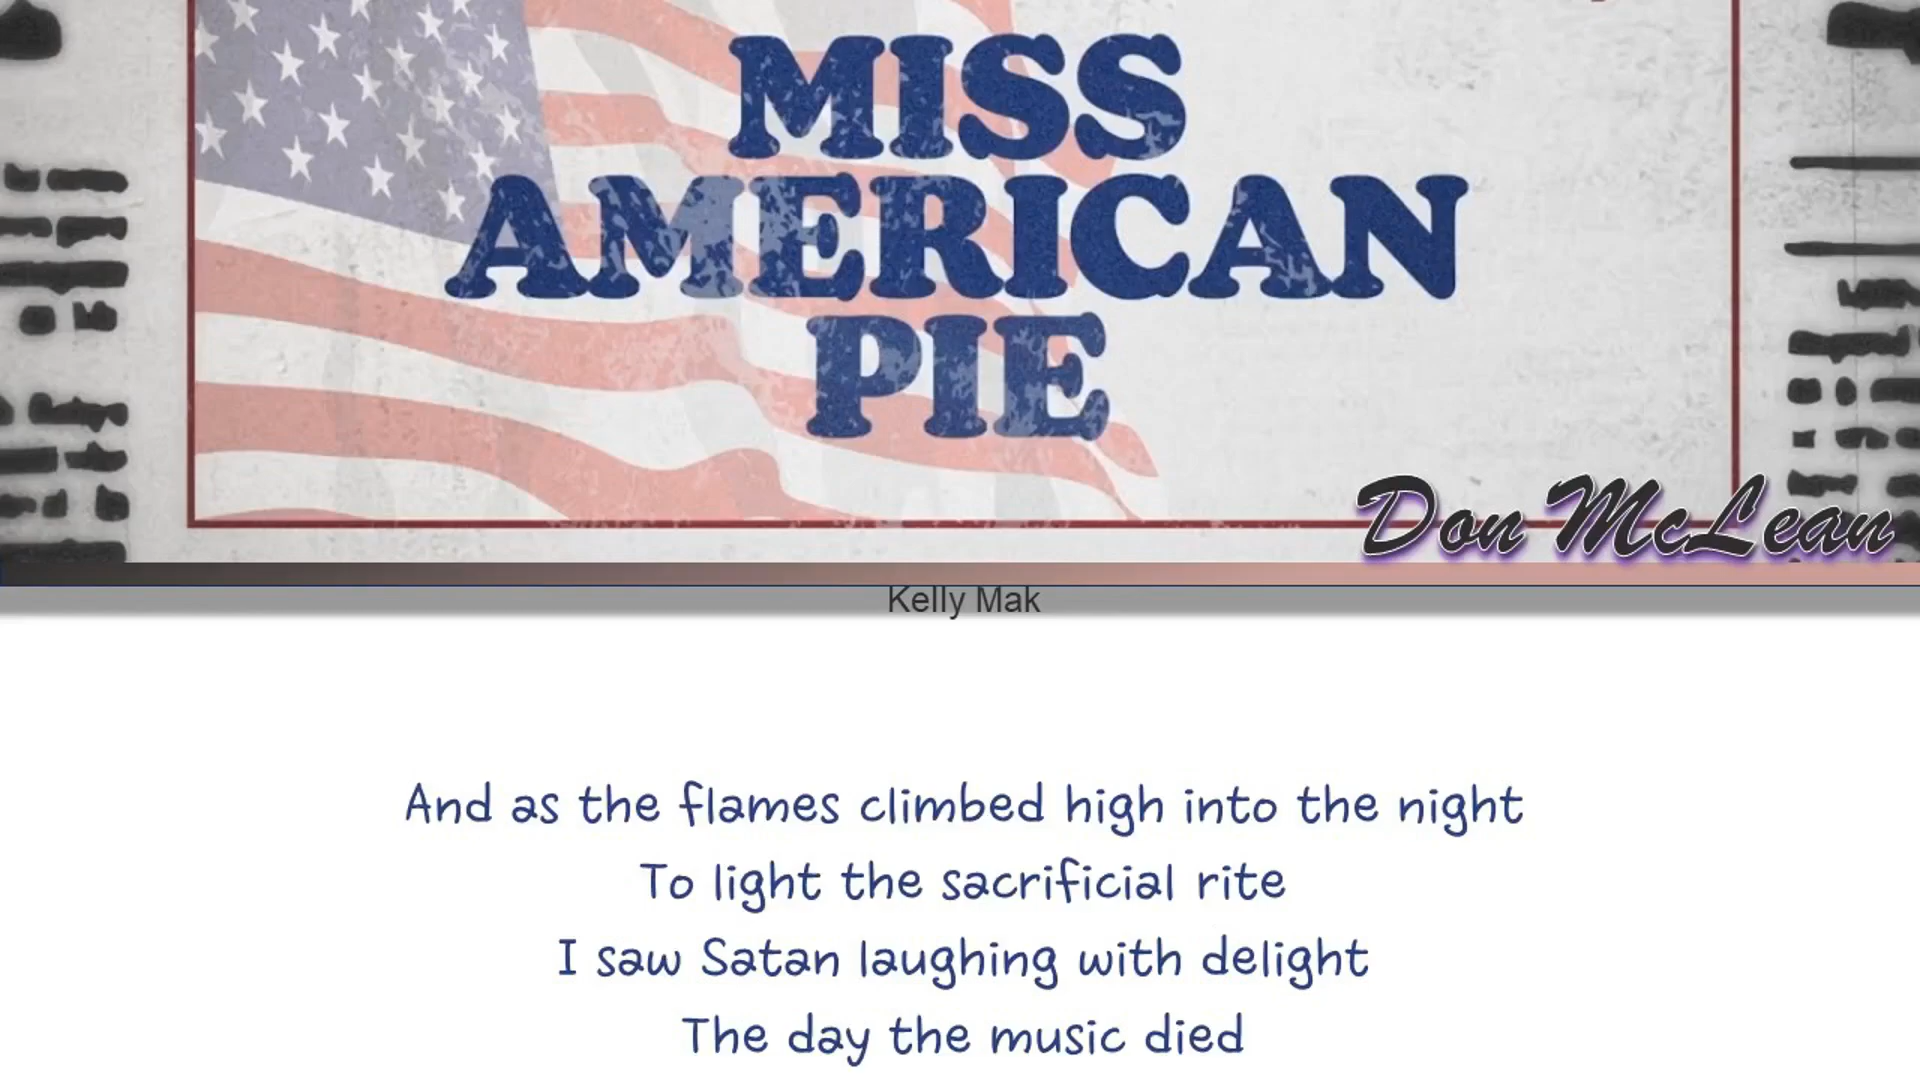 MISS
AMERICAN
PIE
Don McLean
Kelly Mak
And as the flames climbed high into the night
To light the sacrificial rite
I saw Satan laughing with delight
The day the music died